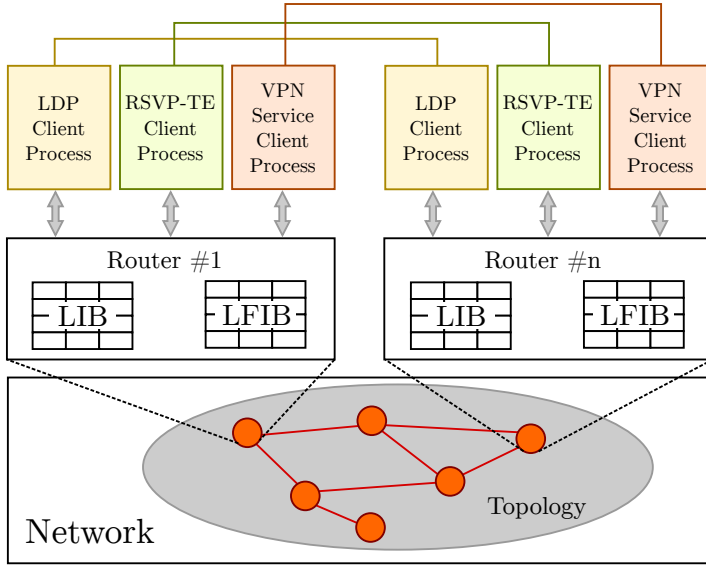 LDP
Client
Process
RSVP-TE
Client
Process
VPN
Service
Client
Process
LDP
Client
Process
RSVP-TE
Client
Process
VPN
Service
Client
Process
Router #1
LIB
LFIB
Router #n
LIB
LFIB
Topology
Network